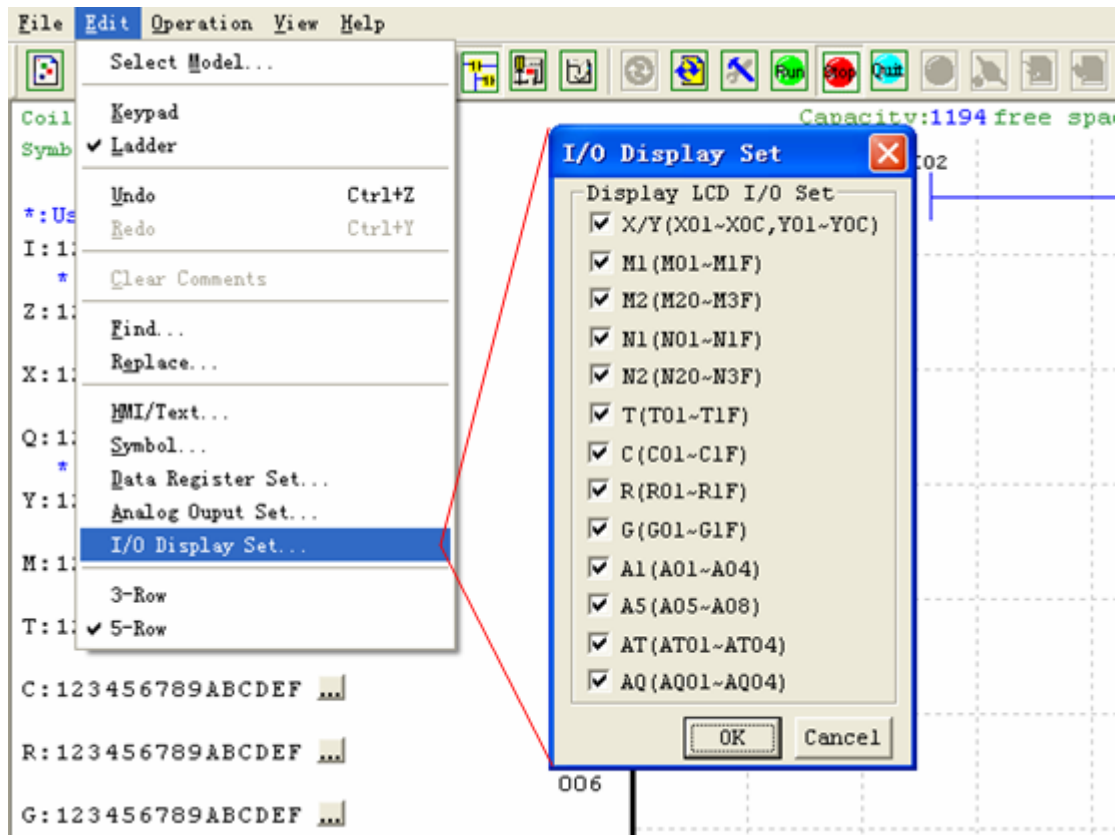 File Edit Operation View Help
Select Model...
Keypad
Ladder
Undo Ctrl+Z
Redo Ctrl+Y
Clear Comments
Find...
Replace...
HMI/Text...
Symbol...
Data Register Set...
Analog Ouput Set...
I/O Display Set...
3-Row
5-Row
Run Stop Quit
Coil
Capacity:1194 free
*:
I:1
*
Z:1
X:1
Q:1
*
Y:1
M:1
T:1
C:123456789ABCDEF ...
R:123456789ABCDEF ...
G:123456789ABCDEF ...
I/O Display Set
Display LCD I/O Set
X/Y(X01~X0C,Y01~Y0C)
M1(M01~M1F)
M2(M20~M3F)
N1(N01~N1F)
N2(N20~N3F)
T(T01~T1F)
C(C01~C1F)
R(R01~R1F)
G(G01~G1F)
A1(A01~A04)
A5(A05~A08)
AT(AT01~AT04)
AQ(AQ01~AQ04)
OK Cancel
I02
006